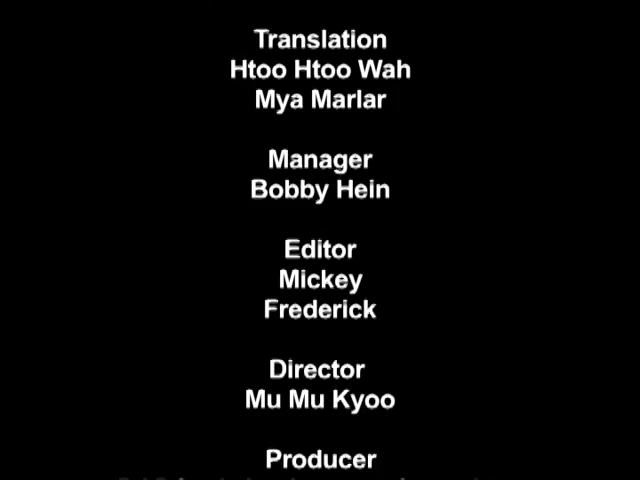 Translation
Htoo Htoo Wah
Mya Marlar
Manager
Bobby Hein
Editor
Mickey
Frederick
Director
Mu Mu Kyoo
Producer